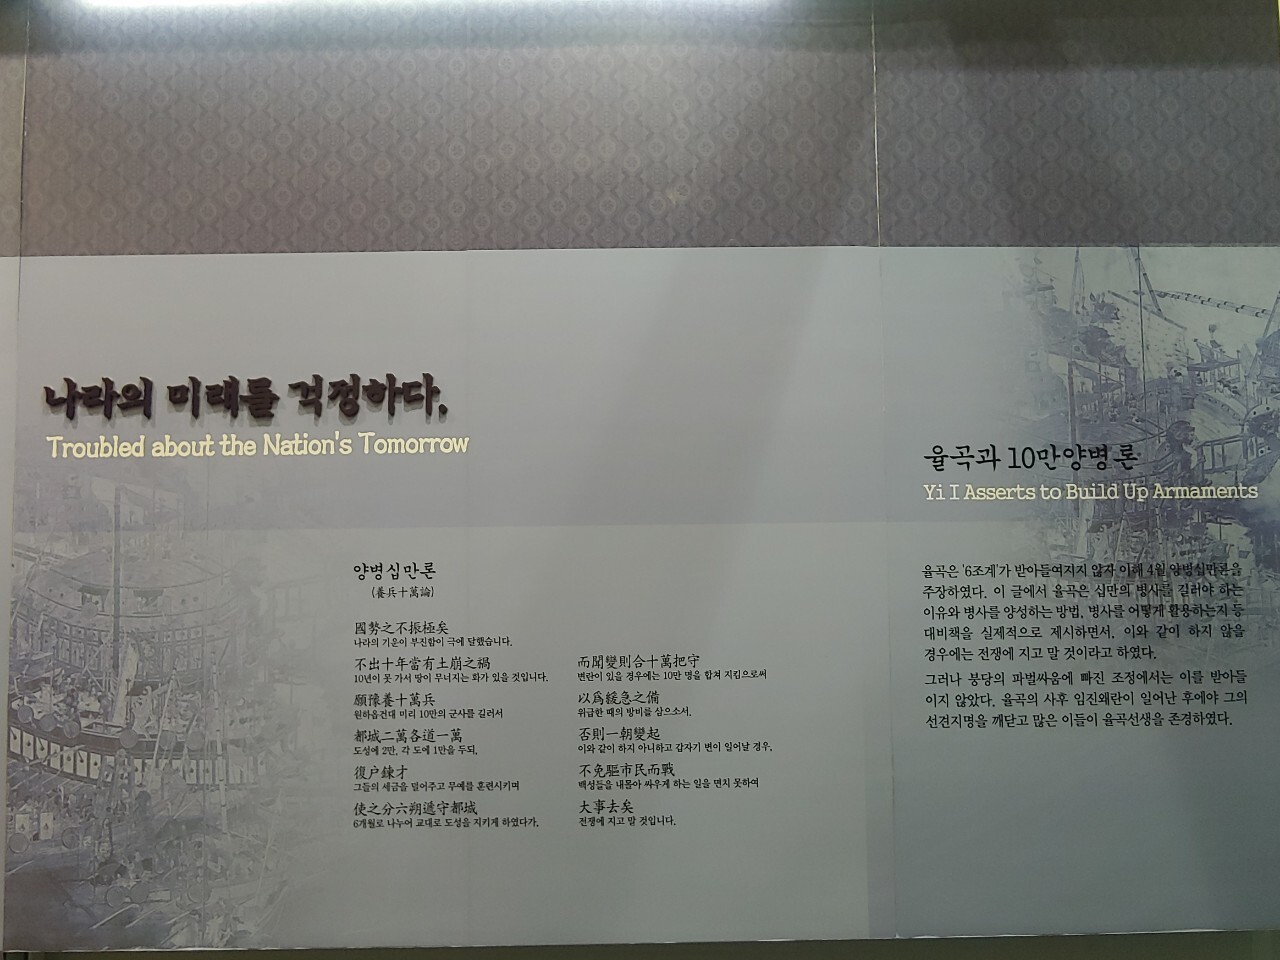 나라의 미래를 걱정하다.
Troubled about the Nation's Tomorrow
양병십만론
(養兵十萬論)
國勢之不振極矣
나라의 기운이 부진함이 극에 달했습니다.
不出十年當有土崩之禍
10년이 못 가서 땅이 무너지는 화가 있을 것입니다.
願豫養十萬兵
원하옵건대 미리 10만의 군사를 길러서
都城二萬各道一萬
도성에 2만, 각 도에 1만을 두되,
復户鍊才
그들의 세금을 덜어주고 무예를 훈련시키며
使之分六朔遞守都城
6개월로 나누어 교대로 도성을 지키게 하였다가,
而聞變則合十萬把守
변란이 있을 경우에는 10만 명을 합쳐 지킴으로써
以爲緩急之備
위급한 때의 방비를 삼으소서.
否則一朝變起
이와 같이 하지 아니하고 갑자기 변이 일어날 경우,
不免驅市民而戰
백성들을 내몰아 싸우게 하는 일을 면치 못하여
大事去矣
전쟁에 지고 말 것입니다.
율곡과 10만양병론
Yi I Asserts to Build Up Armaments
율곡은 '6조계'가 받아들여지지 않자 이해 4월 양병십만론을
주장하였다. 이 글에서 율곡은 십만의 병사를 길러야 하는
이유와 병사를 양성하는 방법, 병사를 어떻게 활용하는지 등
대비책을 실제적으로 제시하면서, 이와 같이 하지 않을
경우에는 전쟁에 지고 말 것이라고 하였다.
그러나 붕당의 파벌싸움에 빠진 조정에서는 이를 받아들
이지 않았다. 율곡의 사후 임진왜란이 일어난 후에야 그의
선견지명을 깨닫고 많은 이들이 율곡선생을 존경하였다.